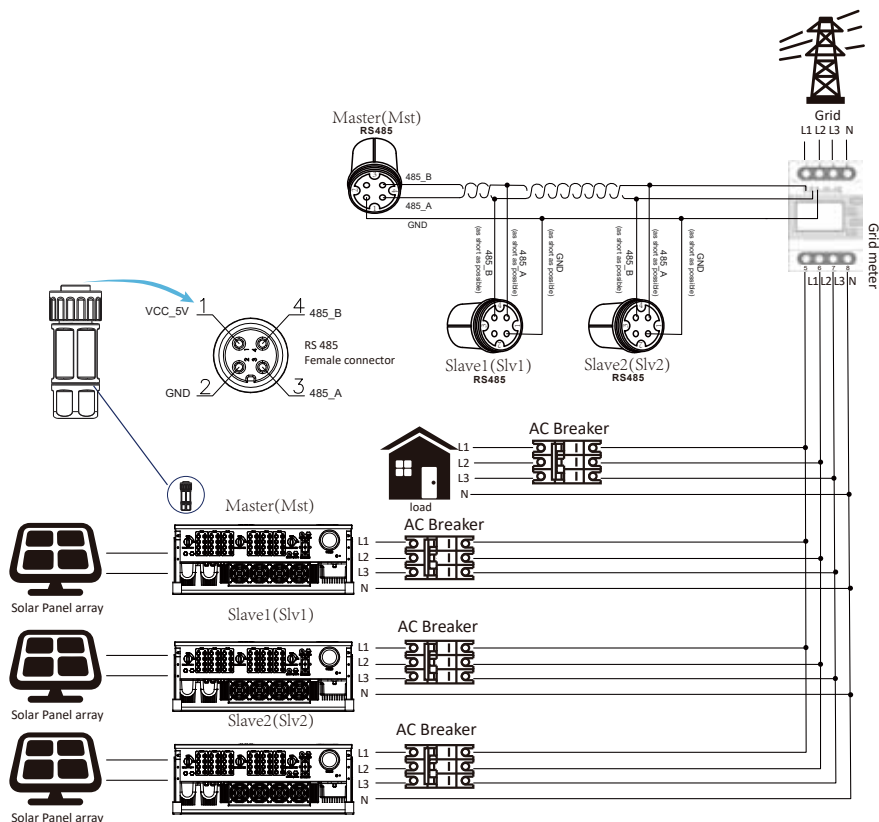 Grid
L1 L2 L3 N
Master(Mst)
RS485
485_B
485_A
GND
Grid meter
5 6 7 8
L1 L2 L3 N
485_B
(as short as possible)
485_A
(as short as possible)
GND
(as short as possible)
485_B
(as short as possible)
485_A
(as short as possible)
GND
(as short as possible)
Slave1(Slv1)
RS485
Slave2(Slv2)
RS485
VCC_5V 1
4 485_B
RS 485
Female connector
GND 2
3 485_A
AC Breaker
L1
L2
L3
N
load
Master(Mst)
AC Breaker
L1
L2
L3
N
Solar Panel array
Slave1(Slv1)
AC Breaker
L1
L2
L3
N
Solar Panel array
Slave2(Slv2)
AC Breaker
L1
L2
L3
N
Solar Panel array